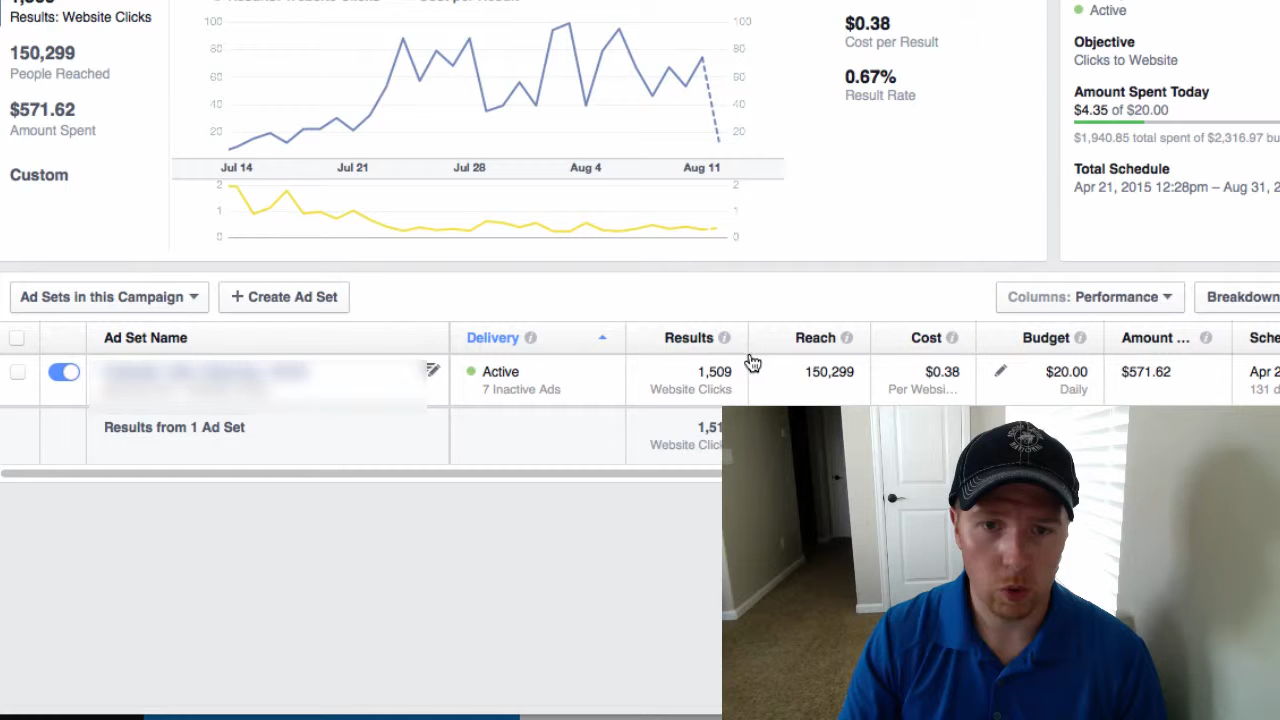 Results: Website Clicks
150,299
People Reached
$571.62
Amount Spent
Custom
100
80
60
40
20
100
80
60
40
20
Jul 14
Jul 21
Jul 28
Aug 4
Aug 11
2
1
0
2
1
0
$0.38
Cost per Result
0.67%
Result Rate
Active
Objective
Clicks to Website
Amount Spent Today
$4.35 of $20.00
$1,940.85 total spent of $2,316.97 bu
Total Schedule
Apr 21, 2015 12:28pm – Aug 31, 2
Ad Sets in this Campaign
+ Create Ad Set
Columns: Performance
Breakdown
Ad Set Name
Delivery
Results
Reach
Cost
Budget
Amount ...
Sche
Active
1,509
150,299
$0.38
$20.00
$571.62
Apr 2
7 Inactive Ads
Website Clicks
Per Websi...
Daily
131 d
Results from 1 Ad Set
1,51
Website Clic